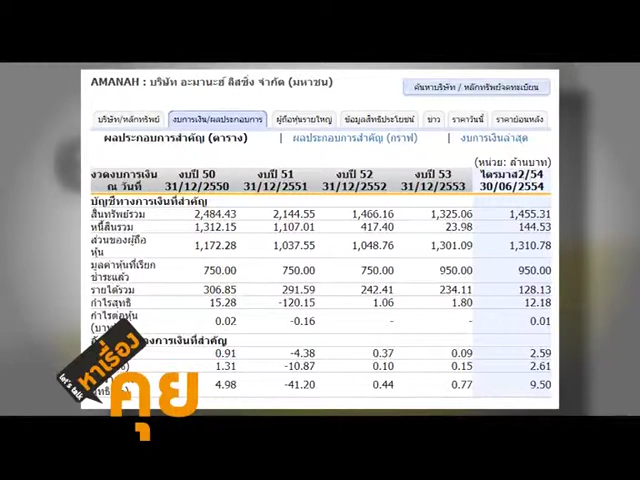 AMANAH : บริษัท อะมานะฮ์ ลิสซิ่ง จำกัด (มหาชน)
ค้นหาบริษัท / หลักทรัพย์จดทะเบียน
บริษัท/หลักทรัพย์ งบการเงิน/ผลประกอบการ ผู้ถือหุ้นรายใหญ่ ข้อมูลสิทธิประโยชน์ ข่าว ราคาวันนี้ ราคาย้อนหลัง
ผลประกอบการสำคัญ (ตาราง) | ผลประกอบการสำคัญ (กราฟ) | งบการเงินล่าสุด
(หน่วย: ล้านบาท)
งวดงบการเงิน งบปี 50 งบปี 51 งบปี 52 งบปี 53 ไตรมาส2/54
ณ วันที่ 31/12/2550 31/12/2551 31/12/2552 31/12/2553 30/06/2554
บัญชีทางการเงินที่สำคัญ
สินทรัพย์รวม 2,484.43 2,144.55 1,466.16 1,325.06 1,455.31
หนี้สินรวม 1,312.15 1,107.01 417.40 23.98 144.53
ส่วนของผู้ถือ
หุ้น 1,172.28 1,037.55 1,048.76 1,301.09 1,310.78
มูลค่าหุ้นที่เรียก
ชำระแล้ว 750.00 750.00 750.00 950.00 950.00
รายได้รวม 306.85 291.59 242.41 234.11 128.13
กำไรสุทธิ 15.28 -120.15 1.06 1.80 12.18
กำไรต่อหุ้น
(บาท 0.02 -0.16 - - 0.01
ทางการเงินที่สำคัญ
0.91 -4.38 0.37 0.09 2.59
1.31 -10.87 0.10 0.15 2.61
4.98 -41.20 0.44 0.77 9.50
let's talk
หาเรื่อง
คุย